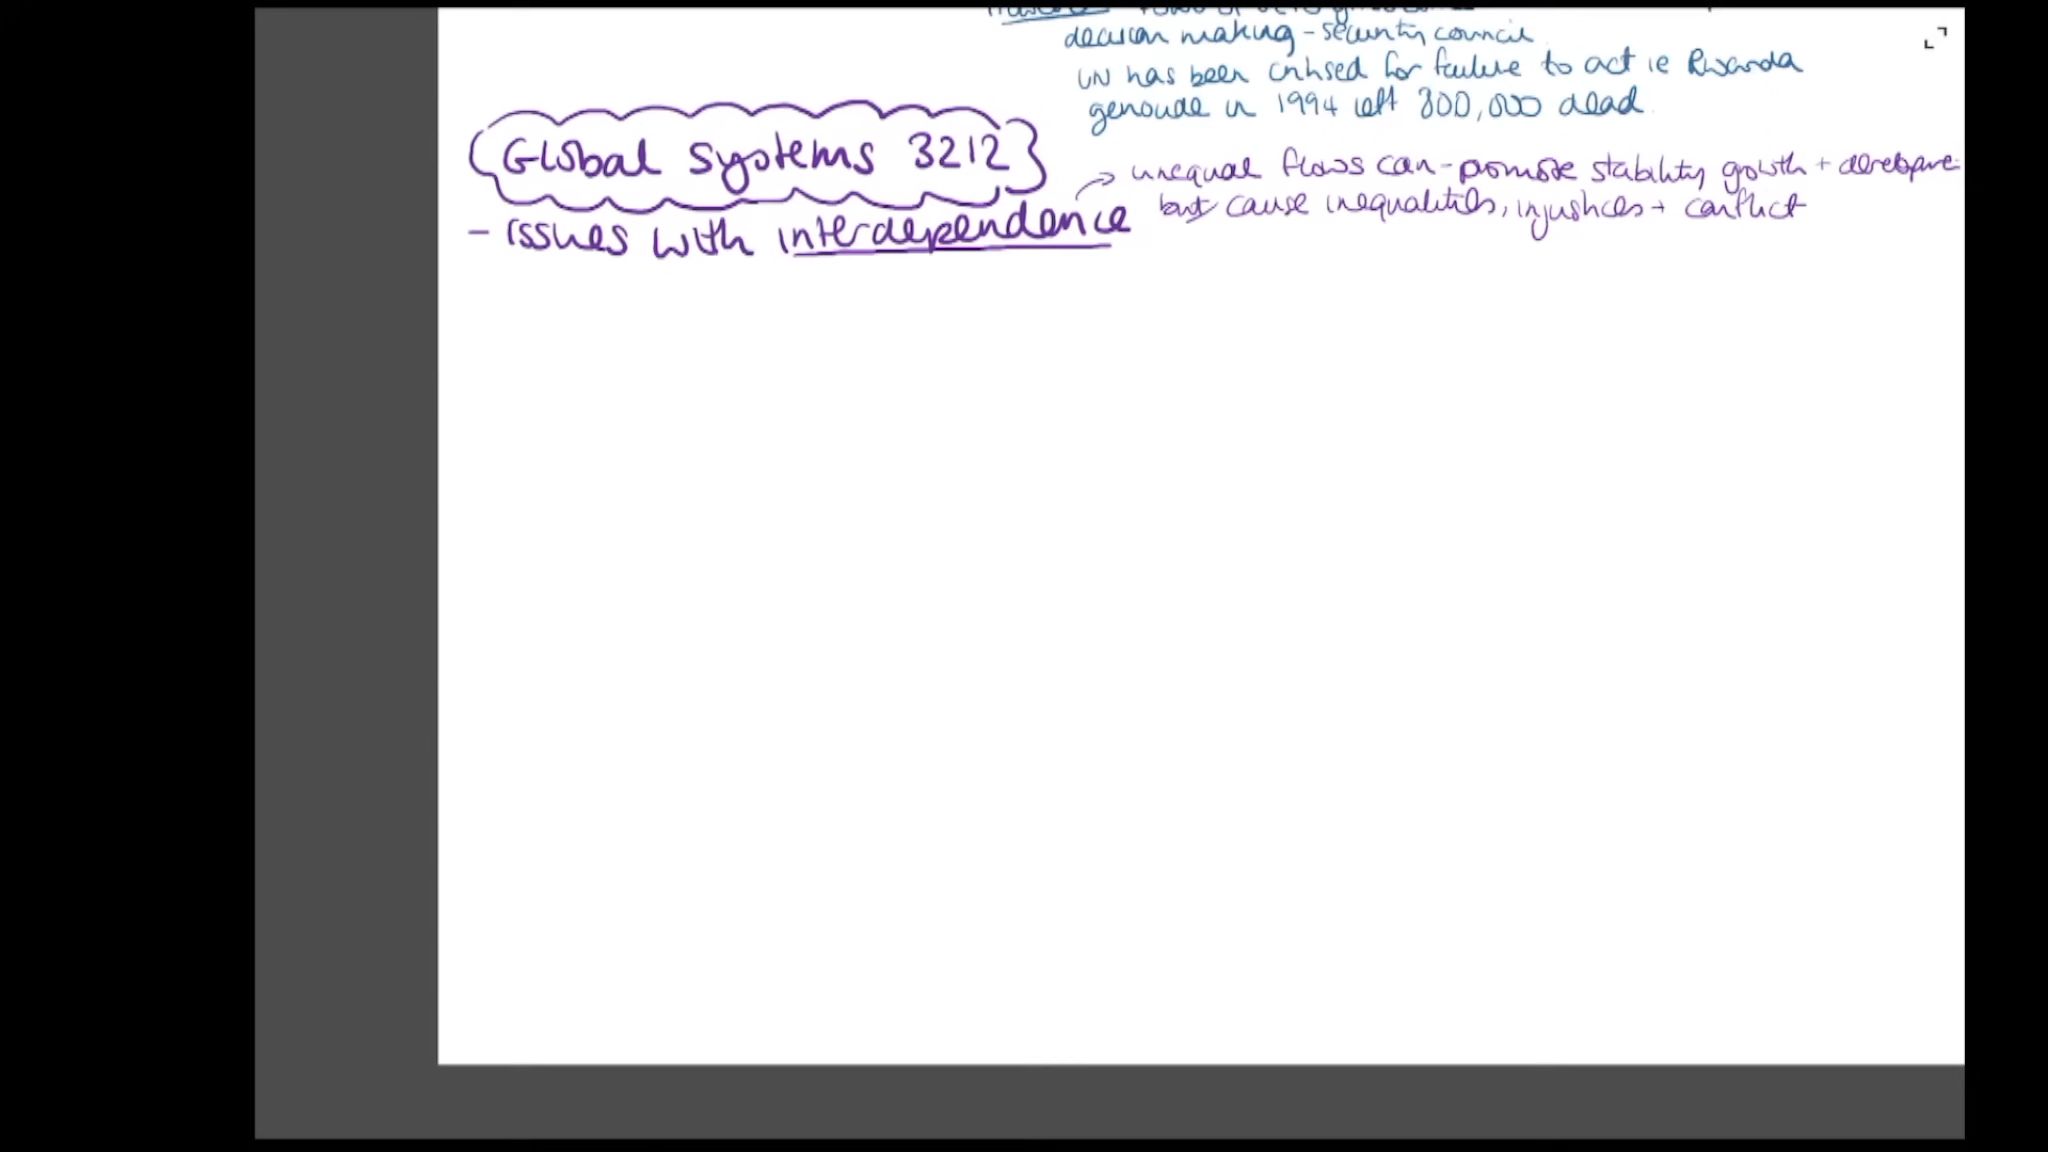 decision making - security council
UN has been critised for failure to act ie Rwanda
genocide in 1994 left 800,000 dead.
Global systems 3212
→ unequal flows can - promote stability growth + developme
but cause inequalities, injustices + conflict
- issues with interdependence